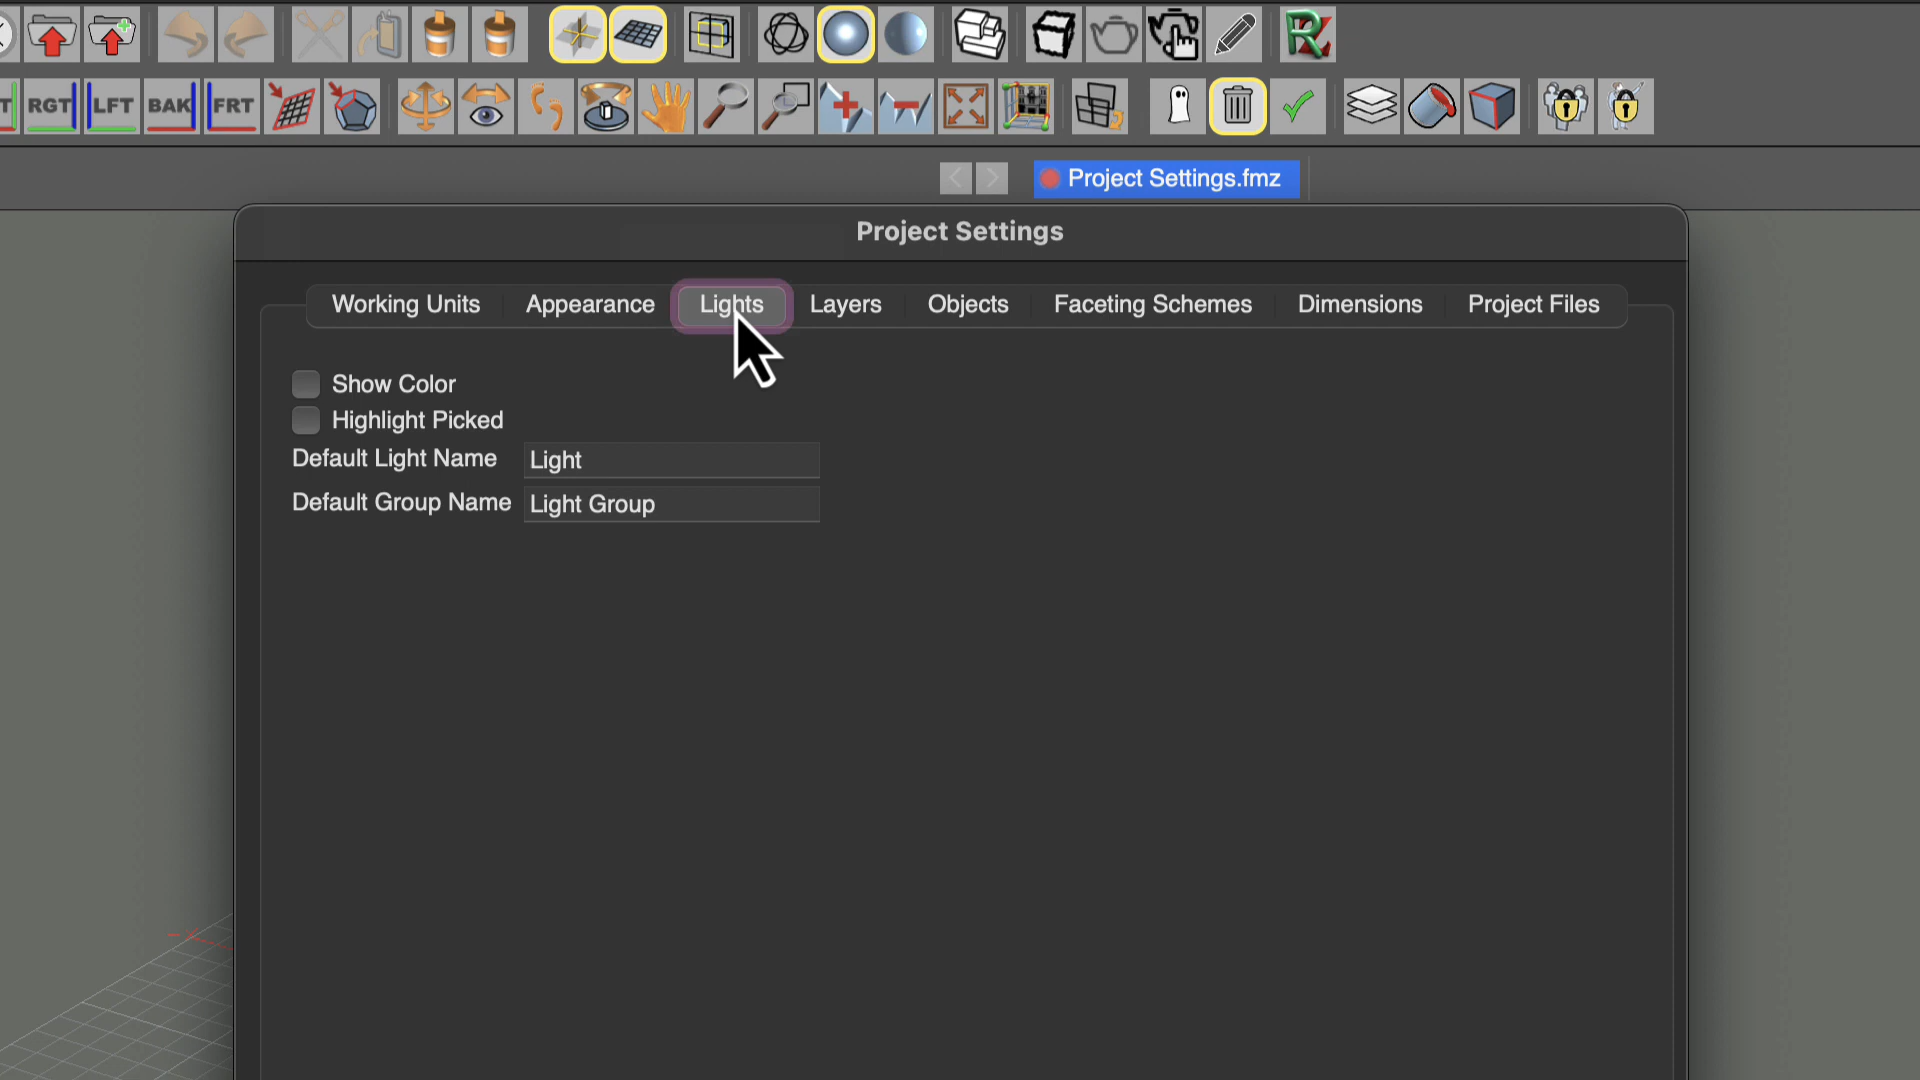 T RGT LFT BAK FRT
Project Settings.fmz
Project Settings
Working Units Appearance Lights Layers Objects Faceting Schemes Dimensions Project Files
Show Color
Highlight Picked
Default Light Name Light
Default Group Name Light Group